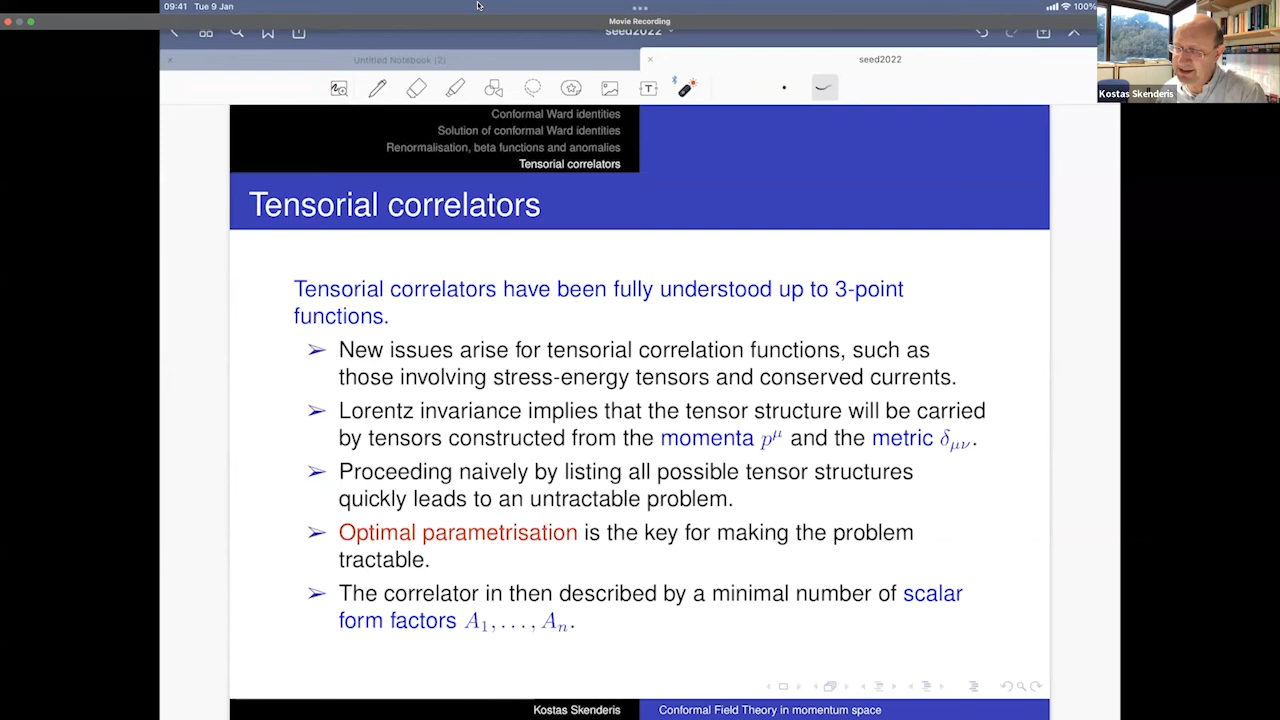 09:41 Tue 9 Jan
100%
Movie Recording
seed2022
Untitled Notebook (2)
seed2022
Kostas Skenderis
Conformal Ward identities
Solution of conformal Ward identities
Renormalisation, beta functions and anomalies
Tensorial correlators
Tensorial correlators
Tensorial correlators have been fully understood up to 3-point
functions.
➢ New issues arise for tensorial correlation functions, such as
those involving stress-energy tensors and conserved currents.
➢ Lorentz invariance implies that the tensor structure will be carried
by tensors constructed from the momenta p^μ and the metric δ_μν.
➢ Proceeding naively by listing all possible tensor structures
quickly leads to an untractable problem.
➢ Optimal parametrisation is the key for making the problem
tractable.
➢ The correlator in then described by a minimal number of scalar
form factors A_1, . . . , A_n.
Kostas Skenderis
Conformal Field Theory in momentum space